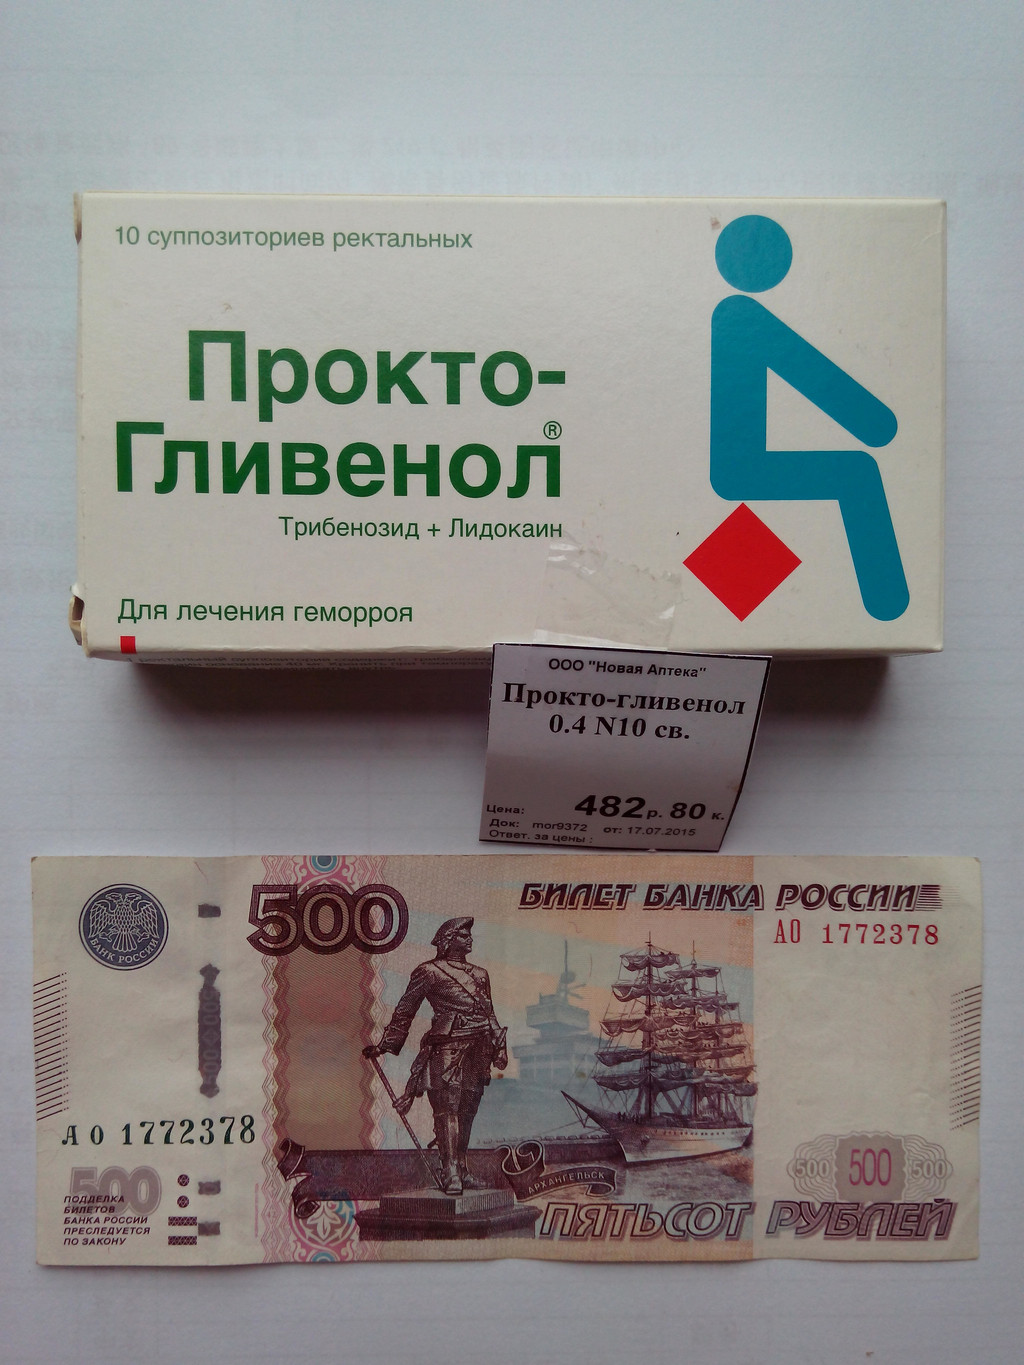 10 суппозиториев ректальных
Прокто-
Гливенол®
Трибенозид + Лидокаин
Для лечения геморроя
ООО "Новая Аптека"
Прокто-гливенол
0.4 N10 св.
Цена: 482р. 80 к.
Док: mor9372 от: 17.07.2015
Ответ. за цены :
500
БИЛЕТ БАНКА РОССИИ
АО 1772378
БАНК РОССИИ
АО 1772378
500
ПОДДЕЛКА
БИЛЕТОВ
БАНКА РОССИИ
ПРЕСЛЕДУЕТСЯ
ПО ЗАКОНУ
АРХАНГЕЛЬСК
500 500 500
ПЯТЬСОТ РУБЛЕЙ